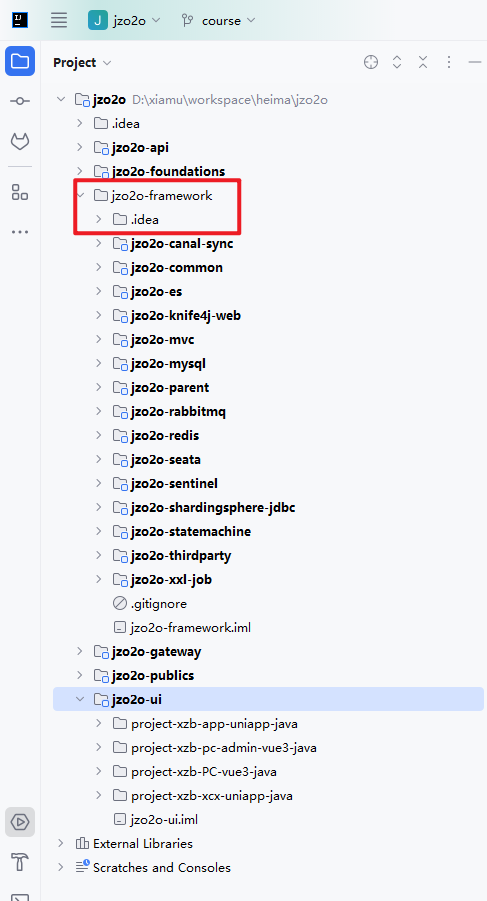 J jzo2o course
Project
jzo2o D:\xiamu\workspace\heima\jzo2o
.idea
jzo2o-api
jzo2o-foundations
jzo2o-framework
.idea
jzo2o-canal-sync
jzo2o-common
jzo2o-es
jzo2o-knife4j-web
jzo2o-mvc
jzo2o-mysql
jzo2o-parent
jzo2o-rabbitmq
jzo2o-redis
jzo2o-seata
jzo2o-sentinel
jzo2o-shardingsphere-jdbc
jzo2o-statemachine
jzo2o-thirdparty
jzo2o-xxl-job
.gitignore
jzo2o-framework.iml
jzo2o-gateway
jzo2o-publics
jzo2o-ui
project-xzb-app-uniapp-java
project-xzb-pc-admin-vue3-java
project-xzb-PC-vue3-java
project-xzb-xcx-uniapp-java
jzo2o-ui.iml
External Libraries
Scratches and Consoles